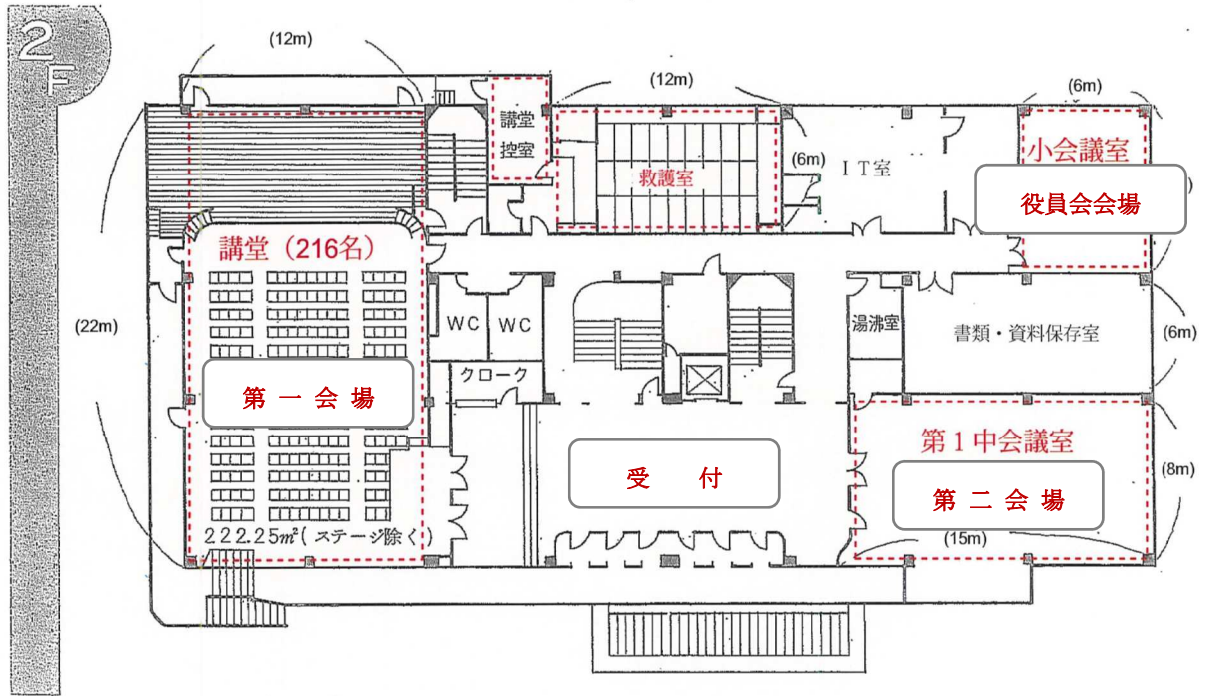 2F
(12m)
(12m)
(6m)
講堂
控室
救護室
(6m)
IT室
小会議室
役員会会場
講堂（216名）
(22m)
WC
WC
湯沸室
書類・資料保存室
(6m)
クローク
第一会場
受　付
第１中会議室
第二会場
(8m)
(15m)
222.25㎡(ステージ除く)